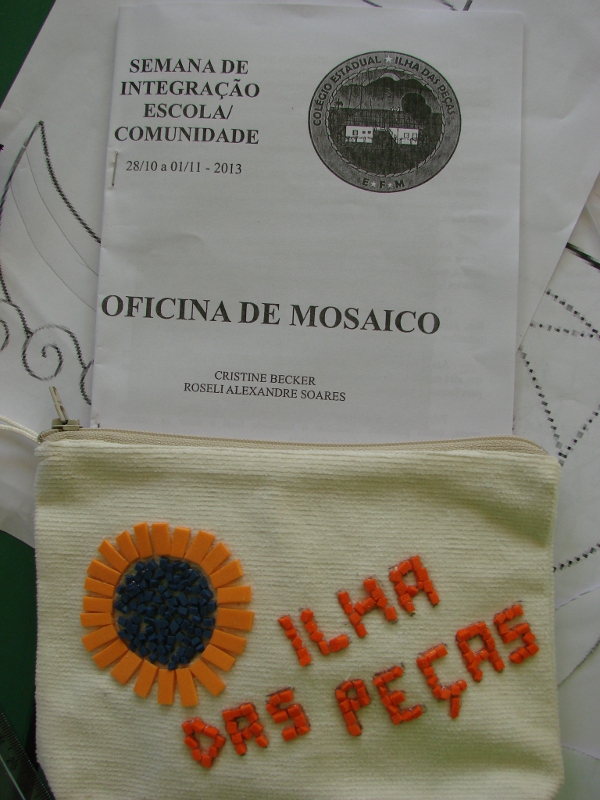 SEMANA DE
INTEGRAÇÃO
ESCOLA/
COMUNIDADE
28/10 a 01/11 - 2013
COLÉGIO ESTADUAL ★ ILHA DAS PEÇAS
E ★ F ★ M
OFICINA DE MOSAICO
CRISTINE BECKER
ROSELI ALEXANDRE SOARES
ILHA
DAS PEÇAS